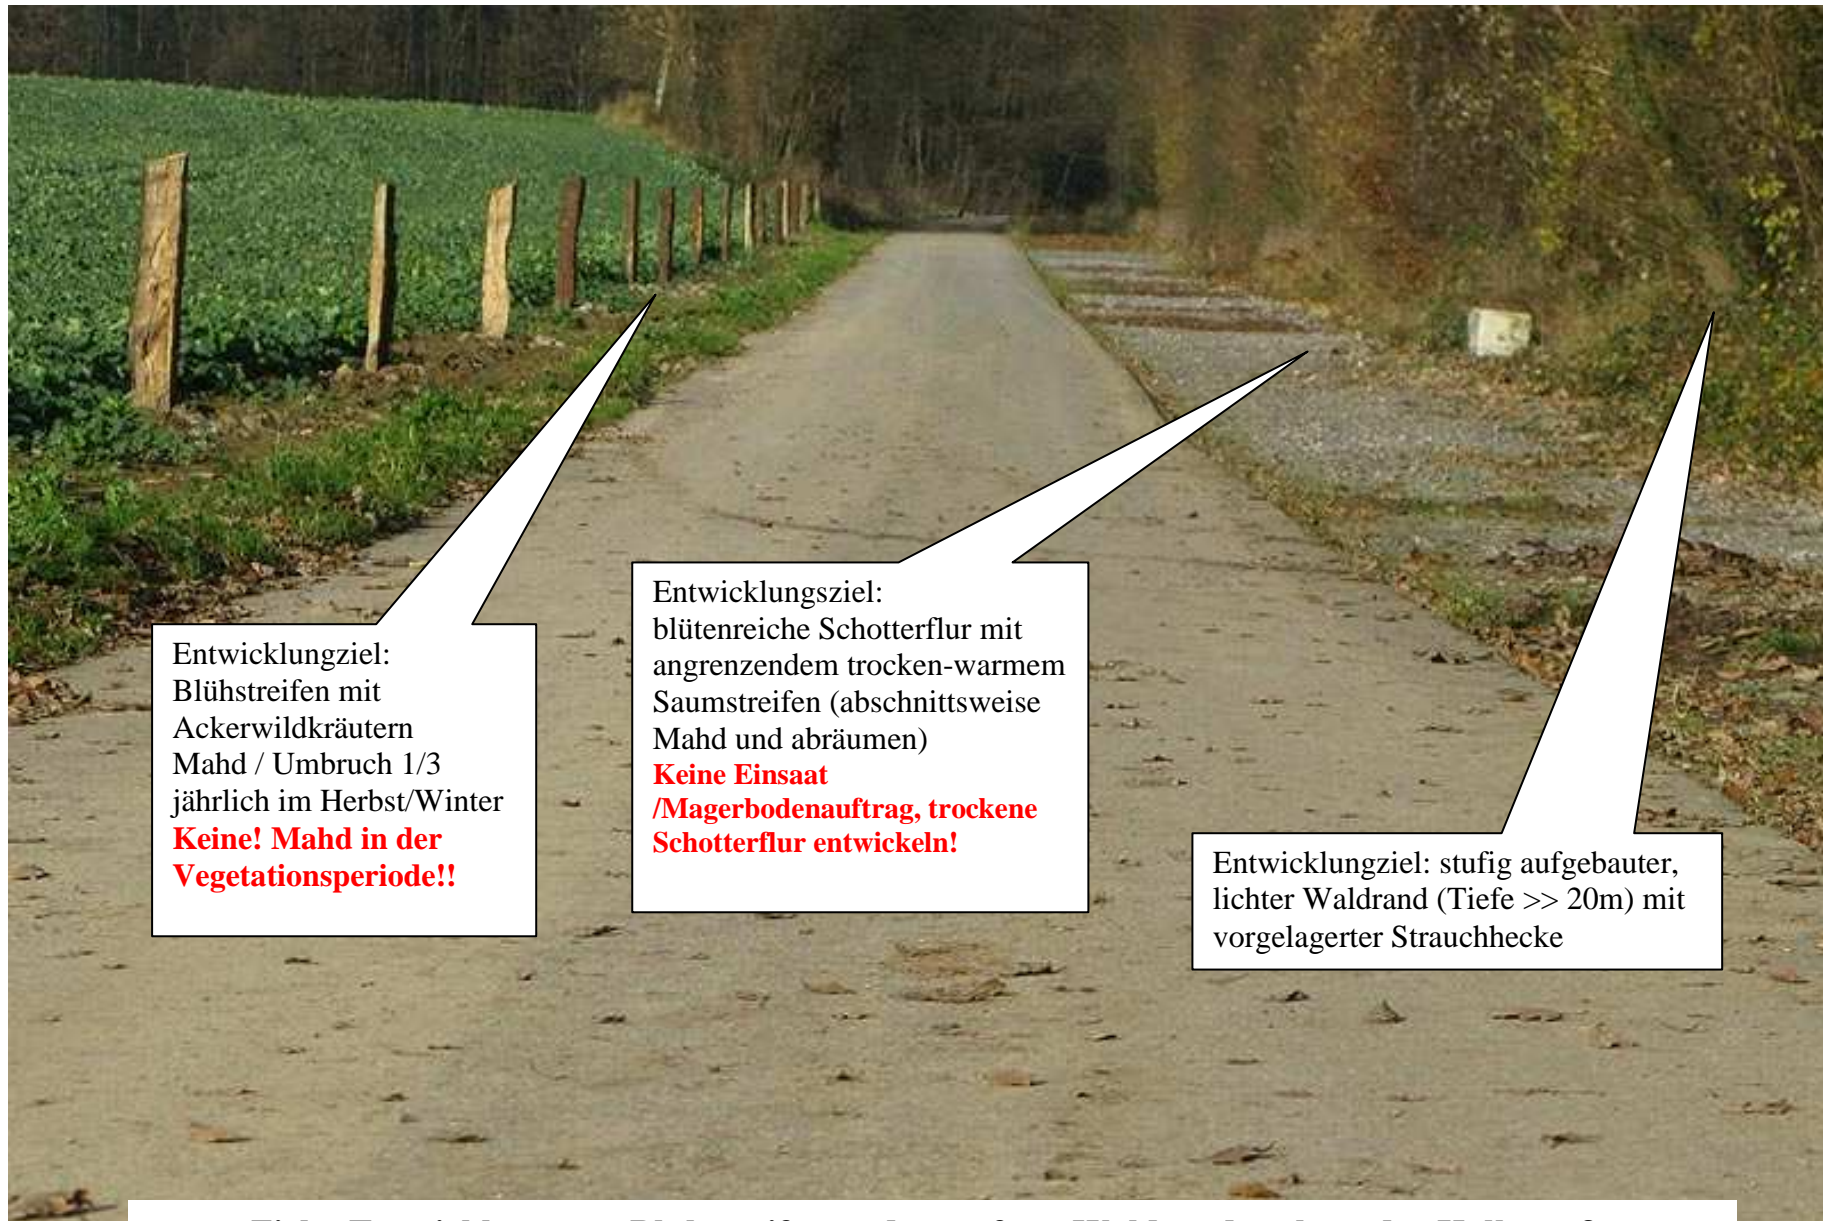 Entwicklungziel:
Blühstreifen mit
Ackerwildkräutern
Mahd / Umbruch 1/3
jährlich im Herbst/Winter
Keine! Mahd in der
Vegetationsperiode!!
Entwicklungsziel:
blütenreiche Schotterflur mit
angrenzendem trocken-warmem
Saumstreifen (abschnittsweise
Mahd und abräumen)
Keine Einsaat
/Magerbodenauftrag, trockene
Schotterflur entwickeln!
Entwicklungziel: stufig aufgebauter,
lichter Waldrand (Tiefe >> 20m) mit
vorgelagerter Strauchhecke